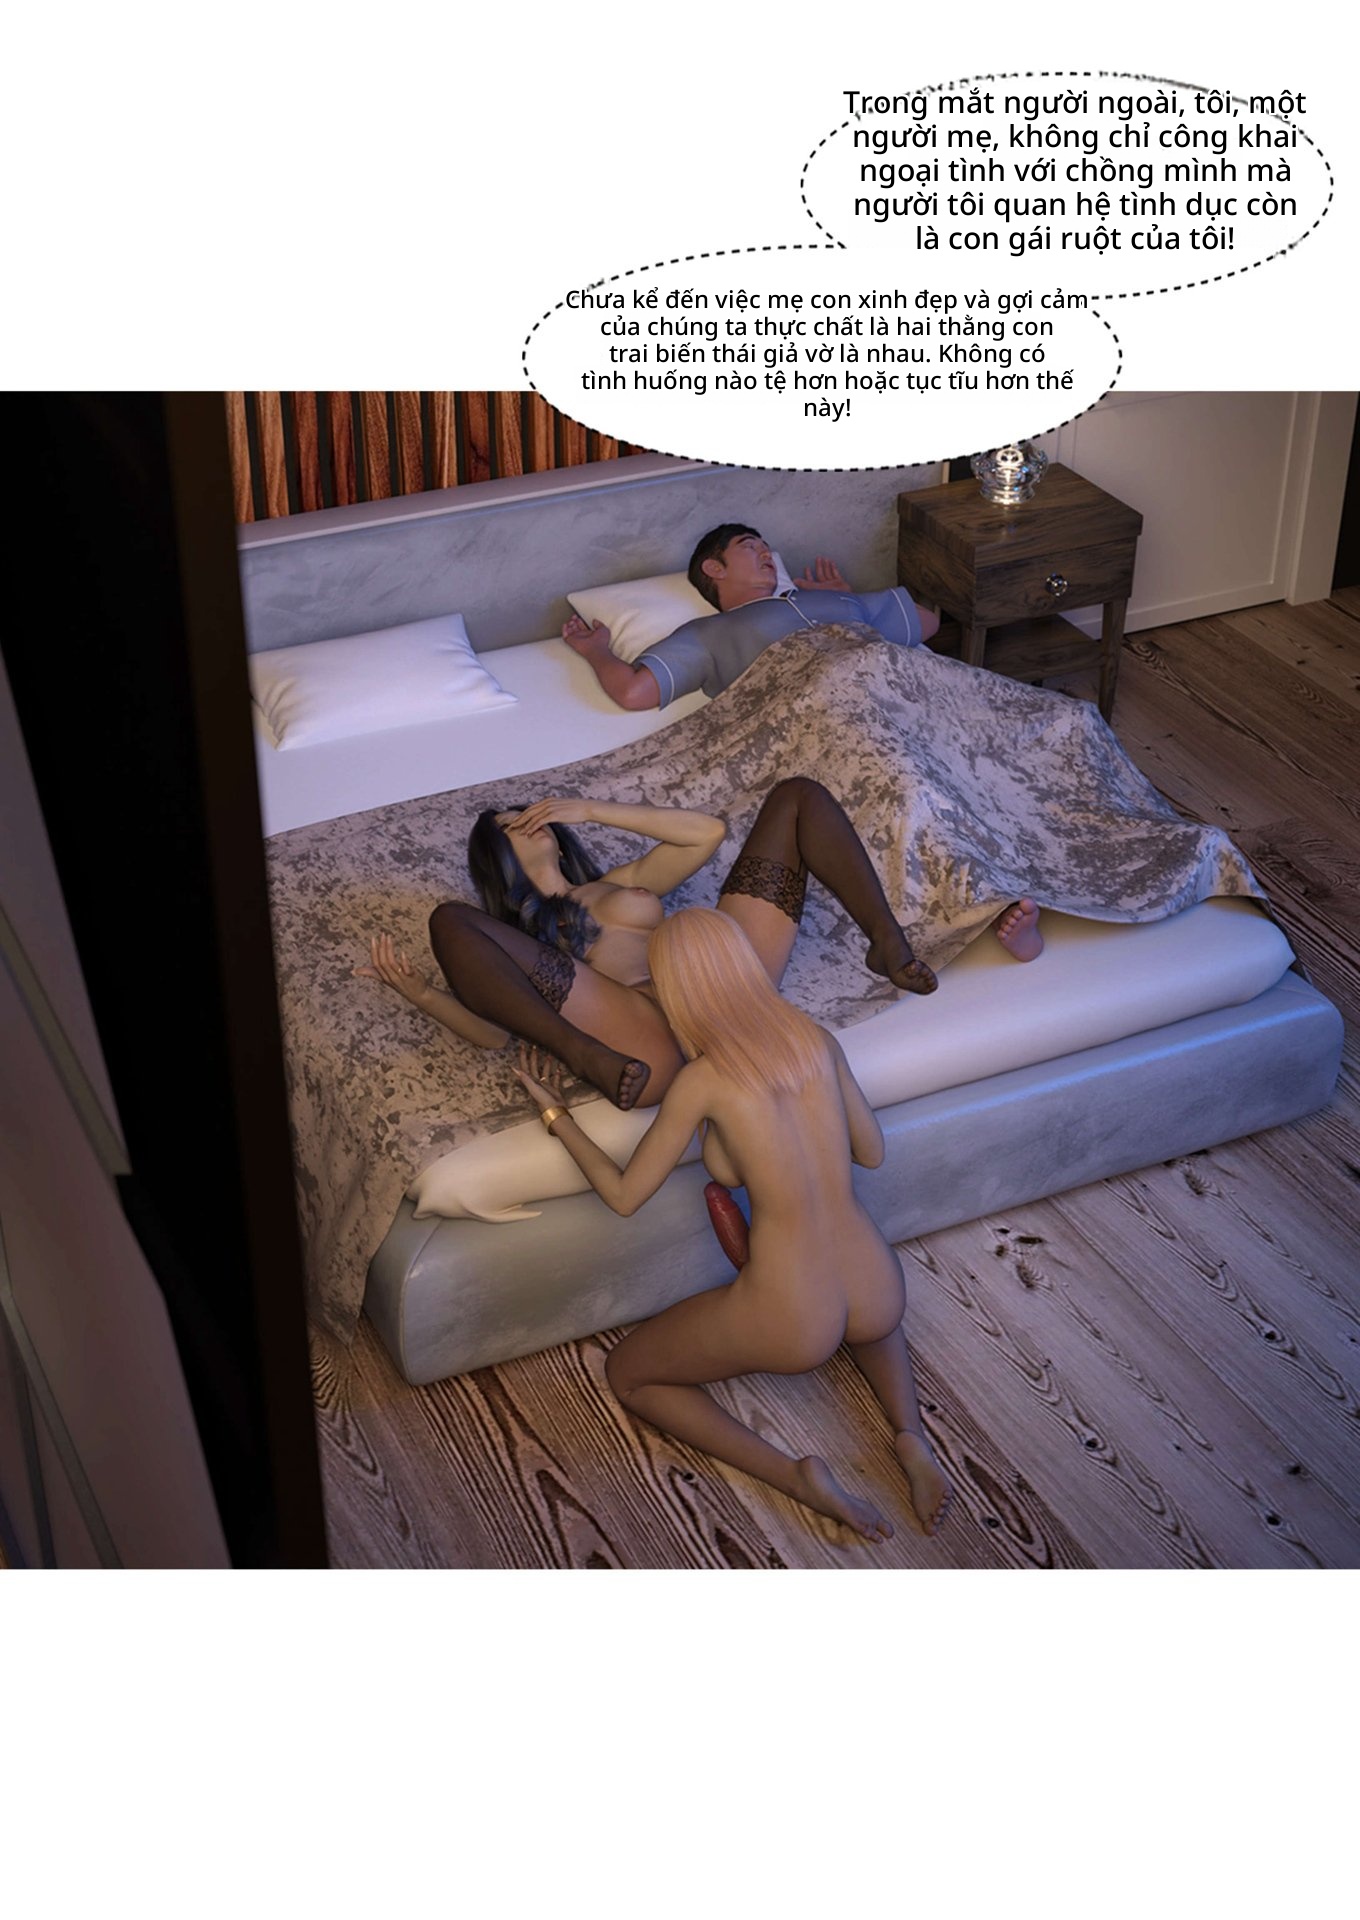 Trong mắt người ngoài, tôi, một
người mẹ, không chỉ công khai
ngoại tình với chồng mình mà
người tôi quan hệ tình dục còn
là con gái ruột của tôi!
Chưa kể đến việc mẹ con xinh đẹp và gợi cảm
của chúng ta thực chất là hai thằng con
trai biến thái giả vờ là nhau. Không có
tình huống nào tệ hơn hoặc tục tĩu hơn thế
này!